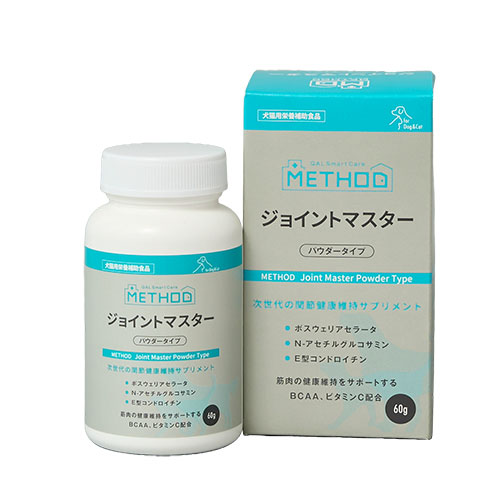 METHOD
ジョイントマスター
犬猫用栄養補助食品
for
Dog&Cat
QAL Smart Care
METHOD
ジョイントマスター
パウダータイプ
METHOD Joint Master Powder Type
次世代の関節健康維持サプリメント
• ボスウェリアセラータ
• N-アセチルグルコサミン
• E型コンドロイチン
筋肉の健康維持をサポートする
BCAA、ビタミンC配合
60g
犬猫用栄養補助食品
QAL Smart Care
METHOD
ジョイントマスター
パウダータイプ
METHOD Joint Master Powder Type
次世代の関節健康維持サプリメント
• ボスウェリアセラータ
• N-アセチルグルコサミン
• E型コンドロイチン
筋肉の健康維持をサポートする
BCAA、ビタミンC配合
60g